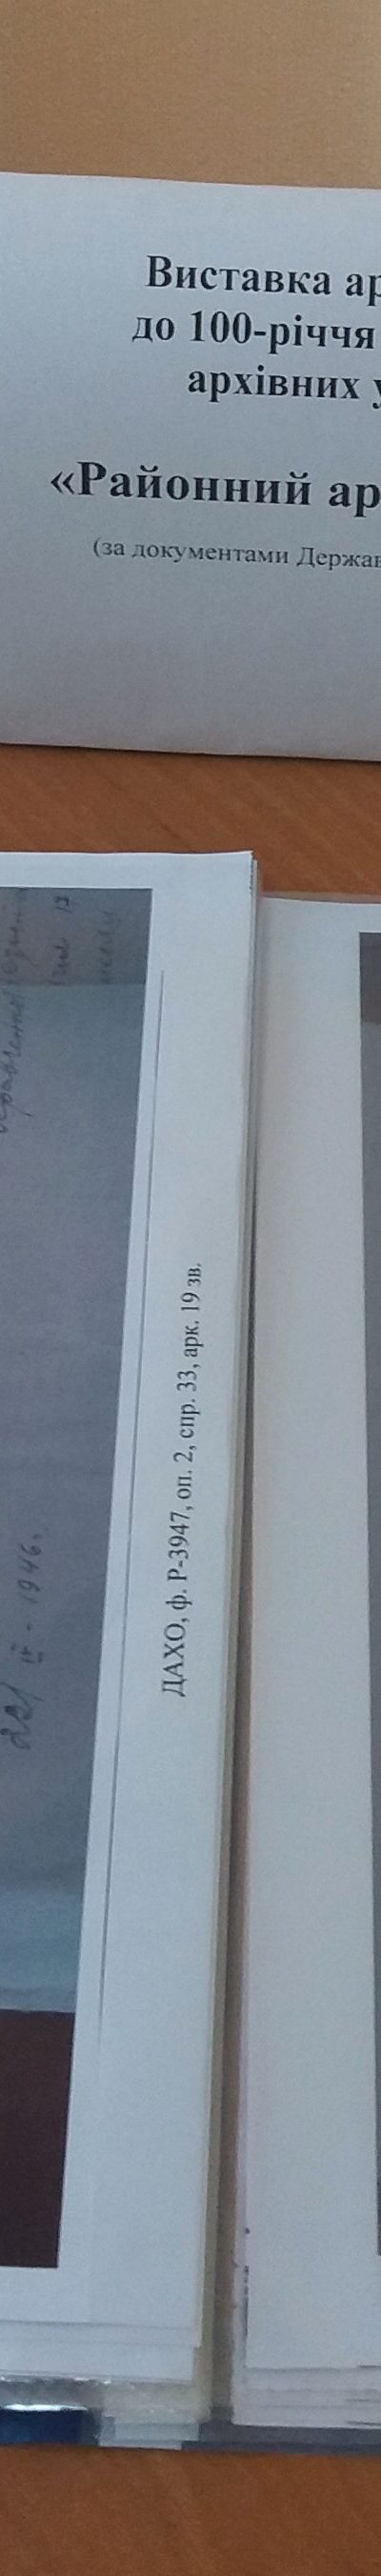 Виставка ар
до 100-річчя
архівних у
«Районний ар
(за документами Держав
ДАХО, ф. Р-3947, оп. 2, спр. 33, арк. 19 зв.
IV - 1946.